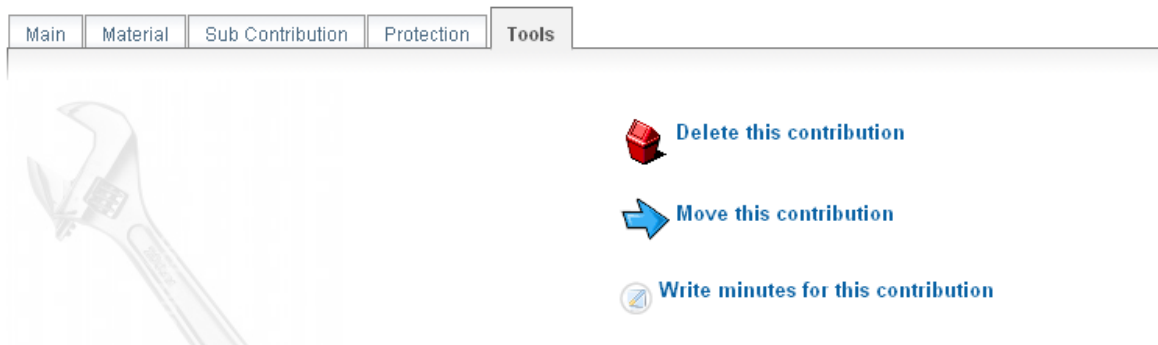 Main Material Sub Contribution Protection Tools
Delete this contribution
Move this contribution
Write minutes for this contribution